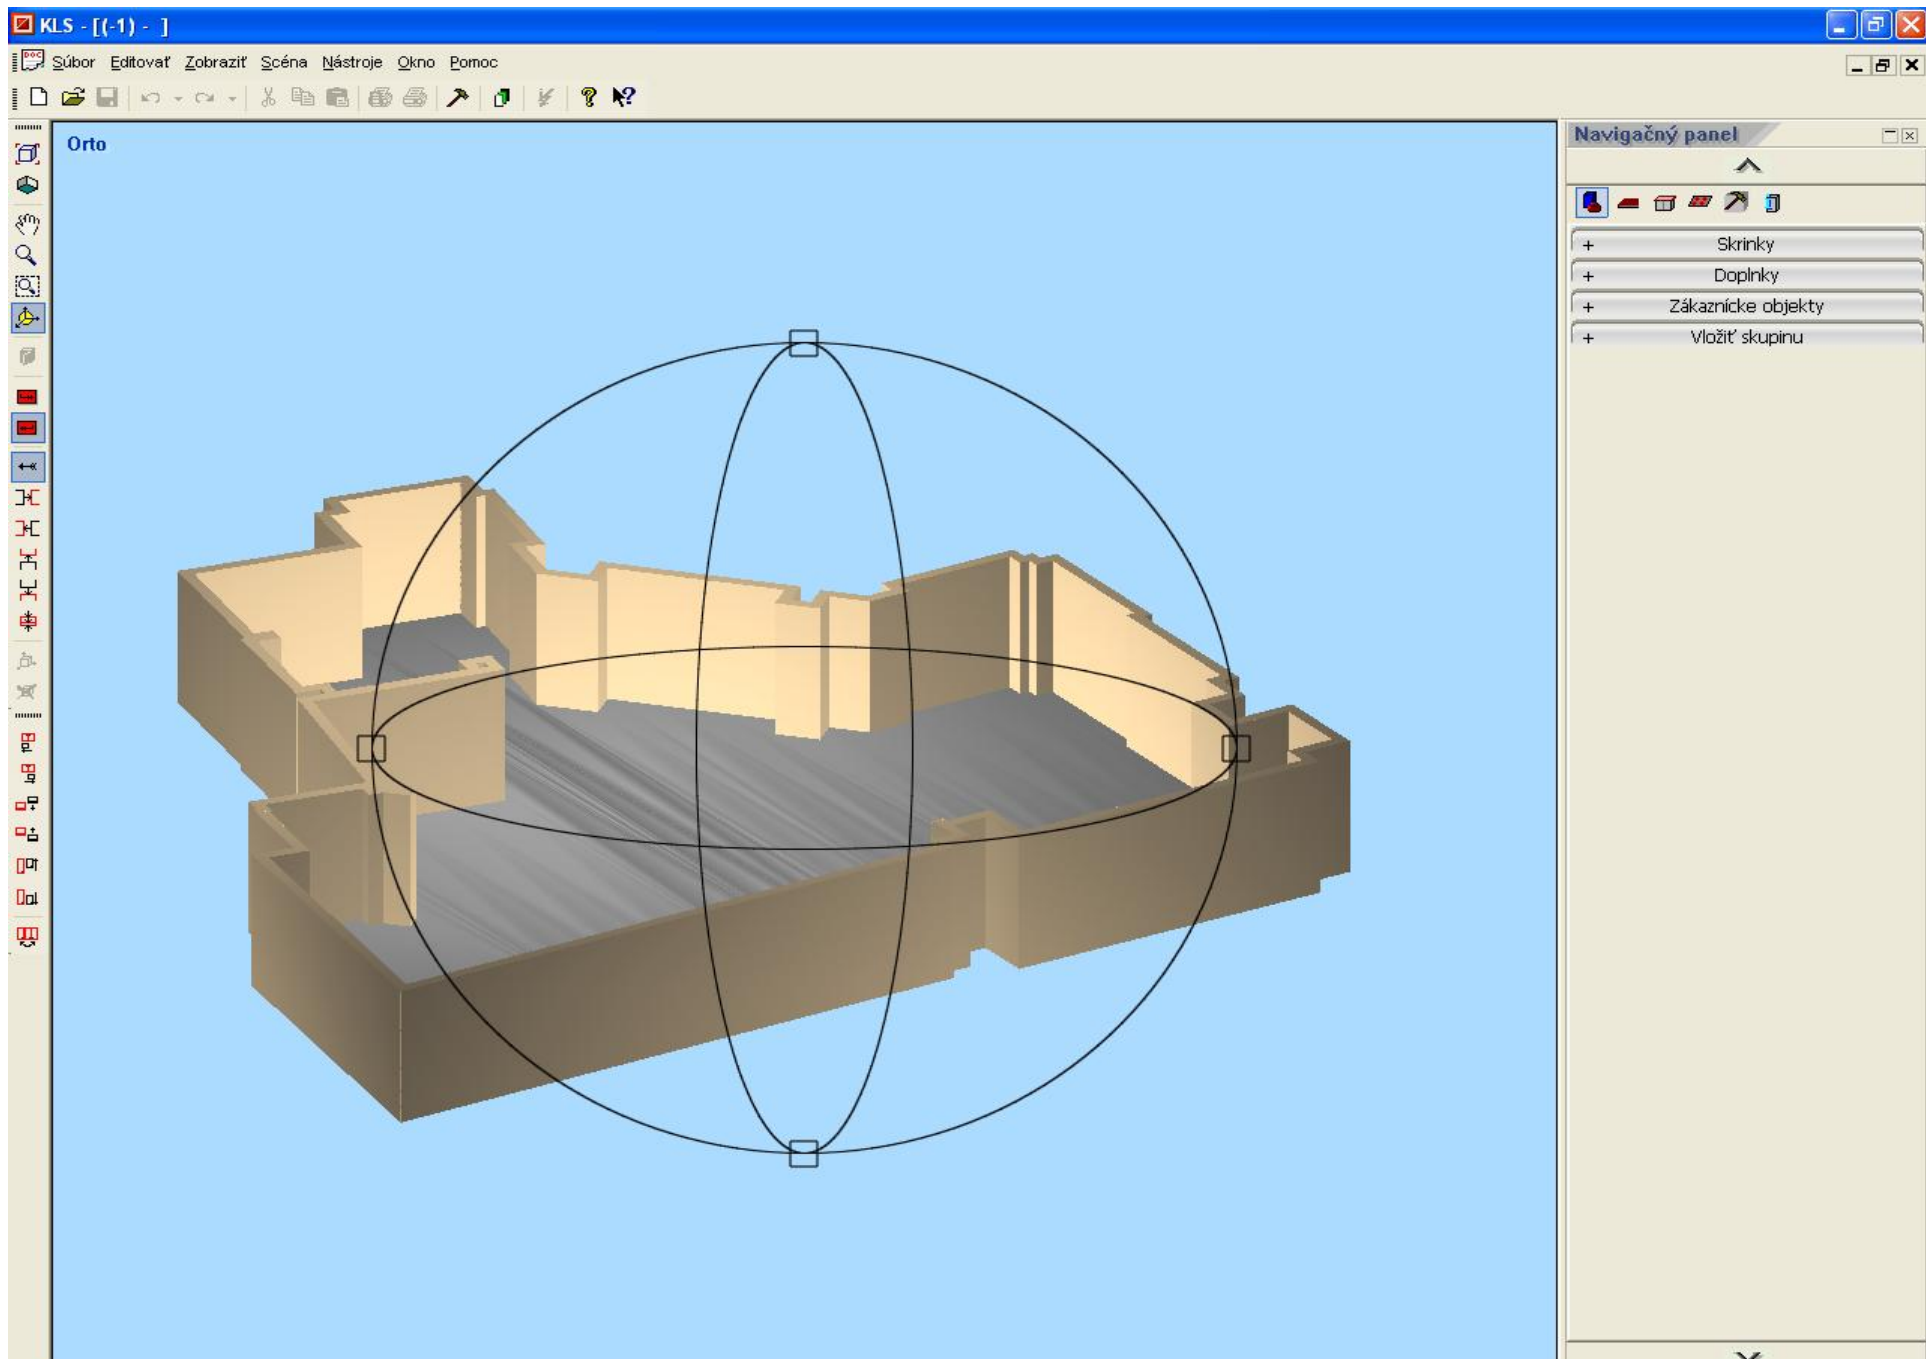 KLS - [(-1) - ]
Súbor Editovať Zobraziť Scéna Nástroje Okno Pomoc
Orto
Navigačný panel
+ Skrinky
+ Doplnky
+ Zákaznícke objekty
+ Vložiť skupinu